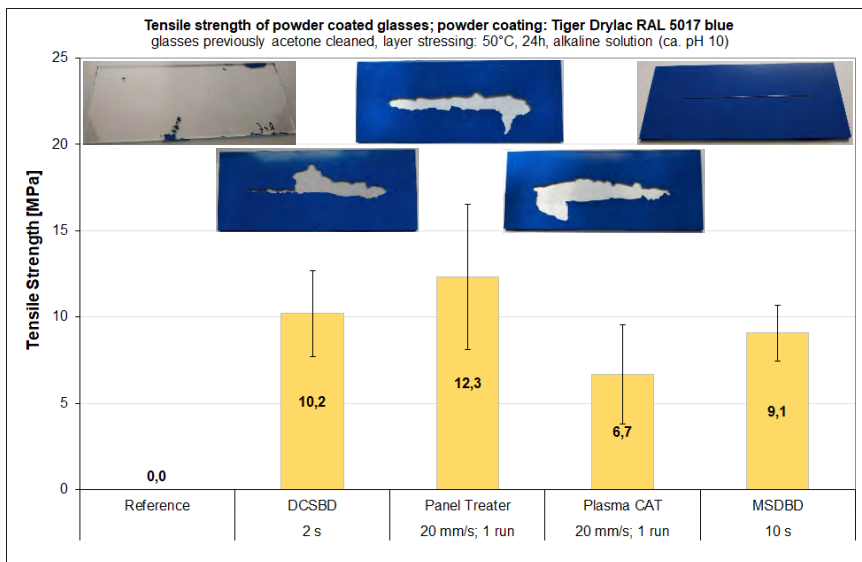 Tensile strength of powder coated glasses; powder coating: Tiger Drylac RAL 5017 blue
glasses previously acetone cleaned, layer stressing: 50°C, 24h, alkaline solution (ca. pH 10)
Tensile Strength [MPa]
25
20
15
10
5
0
0,0
10,2
12,3
6,7
9,1
Reference
DCSBD
Panel Treater
Plasma CAT
MSDBD
2 s
20 mm/s; 1 run
20 mm/s; 1 run
10 s